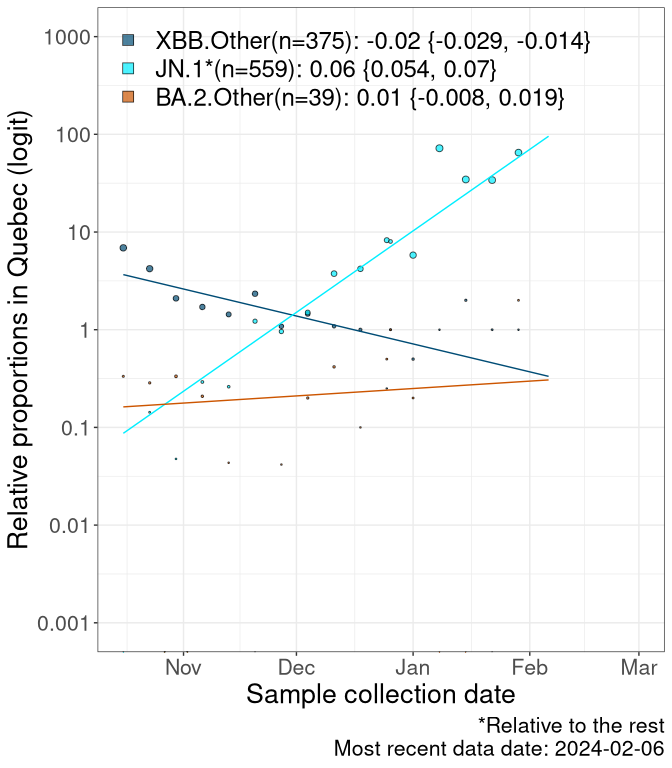 XBB.Other(n=375): -0.02 {-0.029, -0.014}
JN.1*(n=559): 0.06 {0.054, 0.07}
BA.2.Other(n=39): 0.01 {-0.008, 0.019}
Relative proportions in Quebec (logit)
1000
100
10
1
0.1
0.01
0.001
Nov Dec Jan Feb Mar
Sample collection date
*Relative to the rest
Most recent data date: 2024-02-06